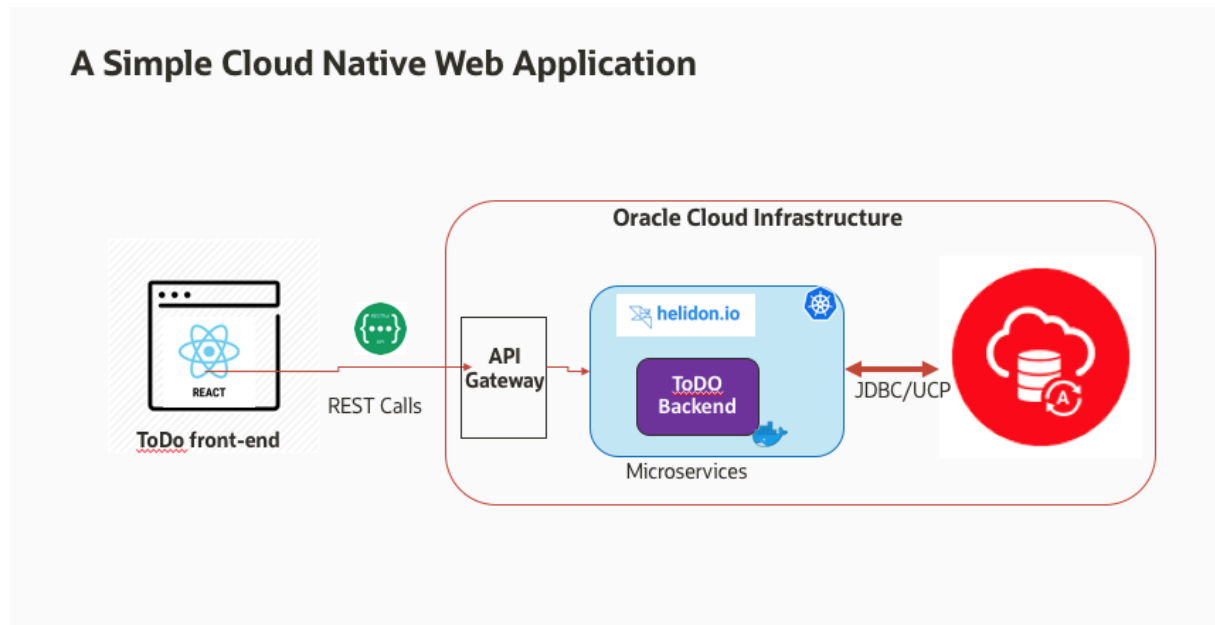 A Simple Cloud Native Web Application
Oracle Cloud Infrastructure
helidon.io
{•••}
API
REACT
API
Gateway
ToDO
Backend
A
JDBC/UCP
REST Calls
ToDo front-end
Microservices